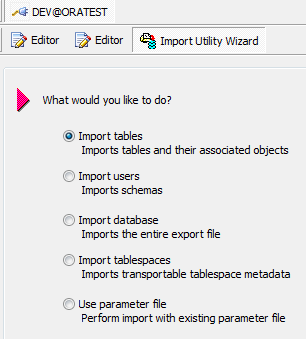 DEV@ORATEST
Editor Editor Import Utility Wizard
What would you like to do?
Import tables
Imports tables and their associated objects
Import users
Imports schemas
Import database
Imports the entire export file
Import tablespaces
Imports transportable tablespace metadata
Use parameter file
Perform import with existing parameter file